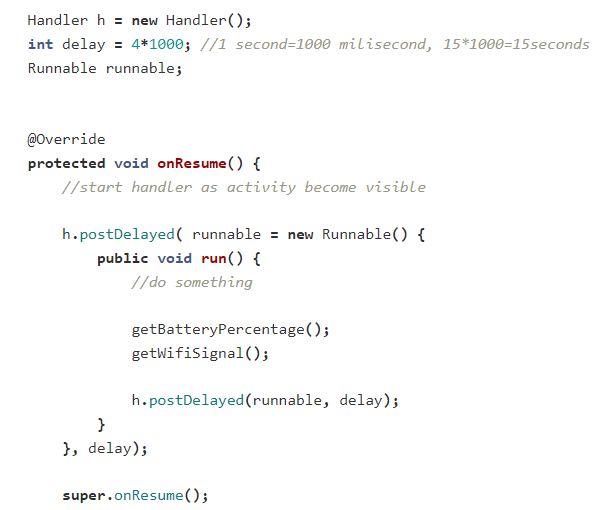 Handler h = new Handler();
int delay = 4*1000; //1 second=1000 milisecond, 15*1000=15seconds
Runnable runnable;
@Override
protected void onResume() {
//start handler as activity become visible
h.postDelayed( runnable = new Runnable() {
public void run() {
//do something
getBatteryPercentage();
getWifiSignal();
h.postDelayed(runnable, delay);
}
}, delay);
super.onResume();